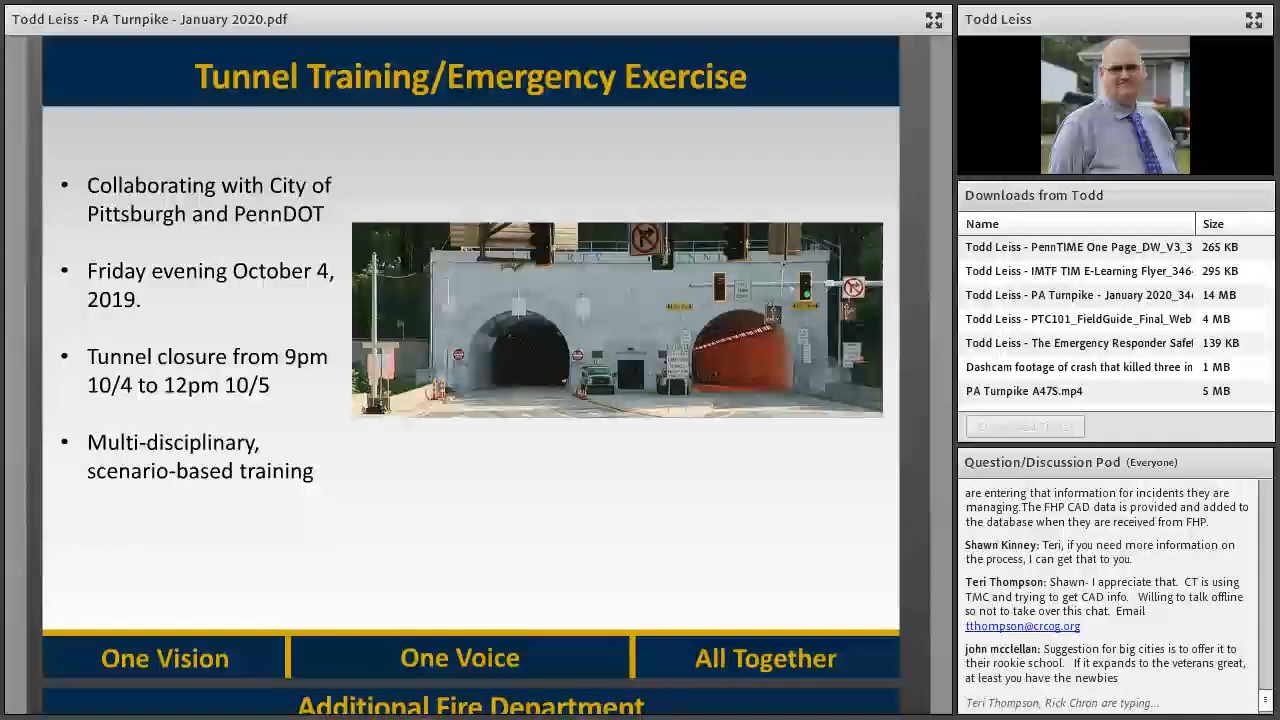 Todd Leiss - PA Turnpike - January 2020.pdf
Tunnel Training/Emergency Exercise
• Collaborating with City of
Pittsburgh and PennDOT
• Friday evening October 4,
2019.
• Tunnel closure from 9pm
10/4 to 12pm 10/5
• Multi-disciplinary,
scenario-based training
One Vision
One Voice
All Together
Additional Fire Department
Todd Leiss
Downloads from Todd
Name Size
Todd Leiss - PennTIME One Page_DW_V3_3 265 KB
Todd Leiss - IMTF TIM E-Learning Flyer_346 295 KB
Todd Leiss - PA Turnpike - January 2020_34 14 MB
Todd Leiss - PTC101_FieldGuide_Final_Web 4 MB
Todd Leiss - The Emergency Responder Safet 139 KB
Dashcam footage of crash that killed three in 1 MB
PA Turnpike A47S.mp4 5 MB
Question/Discussion Pod (Everyone)
are entering that information for incidents they are
managing.The FHP CAD data is provided and added to
the database when they are received from FHP.
Shawn Kinney: Teri, if you need more information on
the process, I can get that to you.
Teri Thompson: Shawn- I appreciate that. CT is using
TMC and trying to get CAD info. Willing to talk offline
so not to take over this chat. Email
tthompson@crcog.org
john mcclellan: Suggestion for big cities is to offer it to
their rookie school. If it expands to the veterans great,
at least you have the newbies
Teri Thompson, Rick Chron are typing...